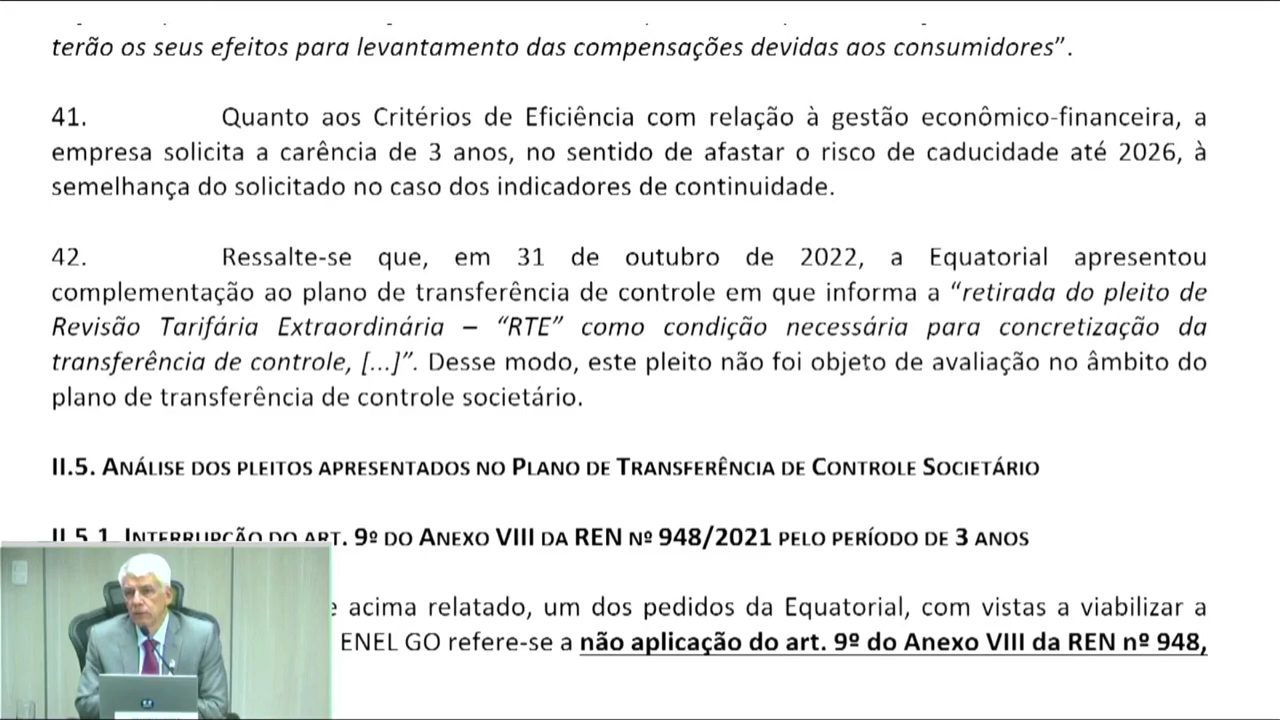 terão os seus efeitos para levantamento das compensações devidas aos consumidores”.
41. Quanto aos Critérios de Eficiência com relação à gestão econômico-financeira, a
empresa solicita a carência de 3 anos, no sentido de afastar o risco de caducidade até 2026, à
semelhança do solicitado no caso dos indicadores de continuidade.
42. Ressalte-se que, em 31 de outubro de 2022, a Equatorial apresentou
complementação ao plano de transferência de controle em que informa a “retirada do pleito de
Revisão Tarifária Extraordinária – “RTE” como condição necessária para concretização da
transferência de controle, [...]”. Desse modo, este pleito não foi objeto de avaliação no âmbito do
plano de transferência de controle societário.
II.5. ANÁLISE DOS PLEITOS APRESENTADOS NO PLANO DE TRANSFERÊNCIA DE CONTROLE SOCIETÁRIO
II.5.1. INTERRUPÇÃO DO ART. 9º DO ANEXO VIII DA REN Nº 948/2021 PELO PERÍODO DE 3 ANOS
acima relatado, um dos pedidos da Equatorial, com vistas a viabilizar a
ENEL GO refere-se a não aplicação do art. 9º do Anexo VIII da REN nº 948,